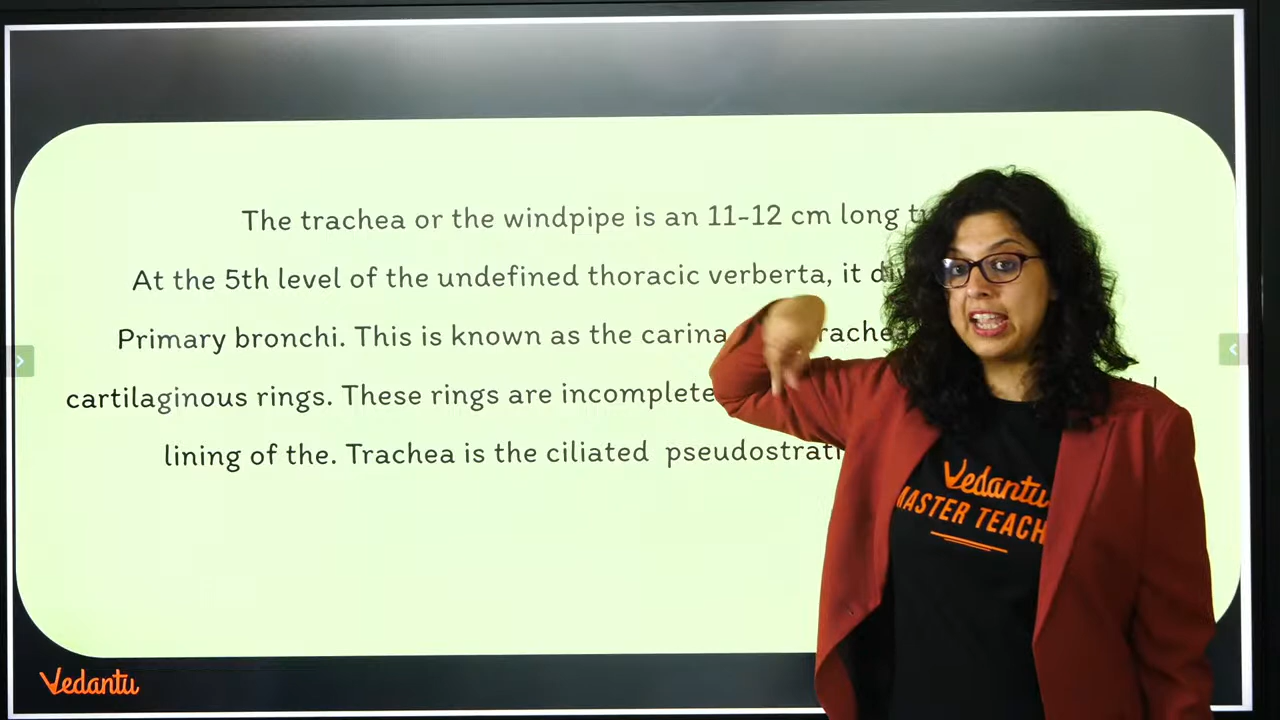 The trachea or the windpipe is an 11-12 cm long
At the 5th level of the undefined thoracic verberta, it
Primary bronchi. This is known as the carina
cartilaginous rings. These rings are incomplete
lining of the. Trachea is the ciliated pseudostrati
Vedantu
MASTER TEACH
Vedantu